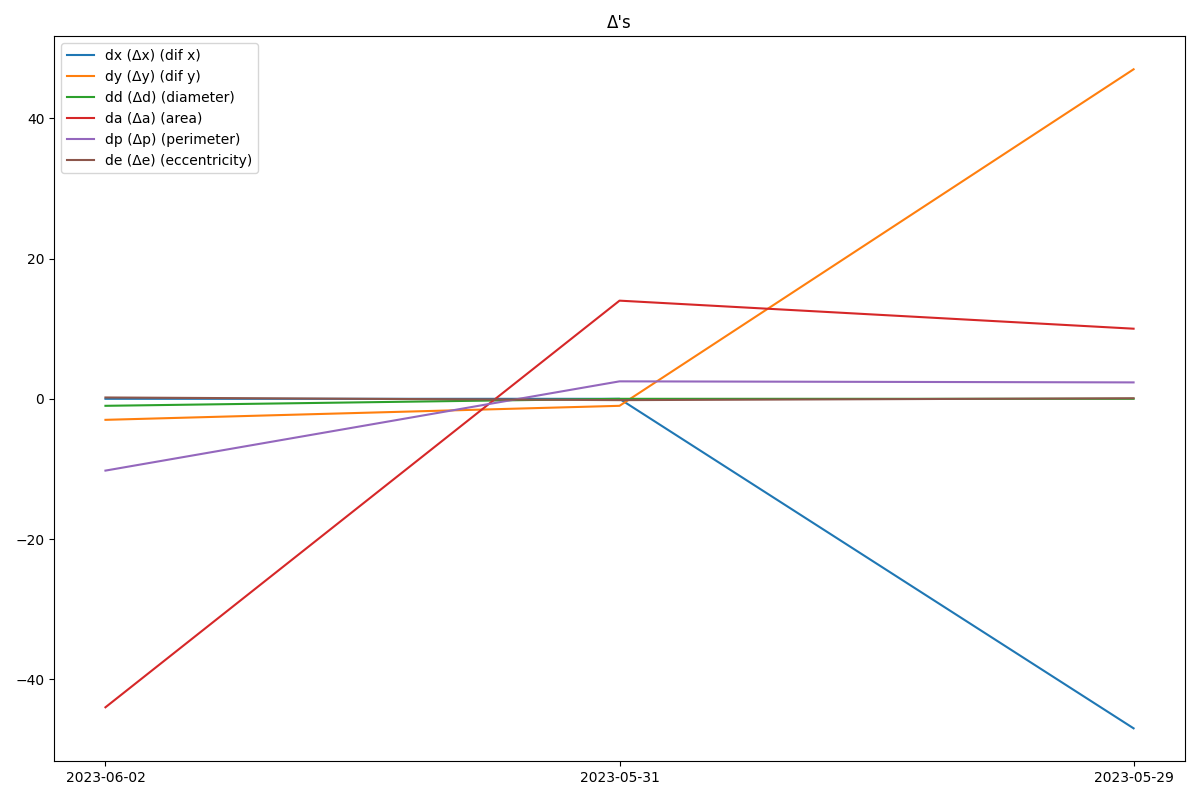 Δ's
dx (Δx) (dif x)
dy (Δy) (dif y)
dd (Δd) (diameter)
da (Δa) (area)
dp (Δp) (perimeter)
de (Δe) (eccentricity)
40
20
0
−20
−40
2023-06-02 2023-05-31 2023-05-29